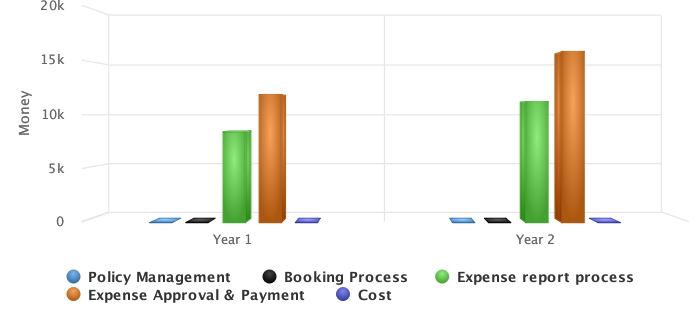 20k
15k
10k
5k
0
Money
Year 1 Year 2
Policy Management Booking Process Expense report process
Expense Approval & Payment Cost